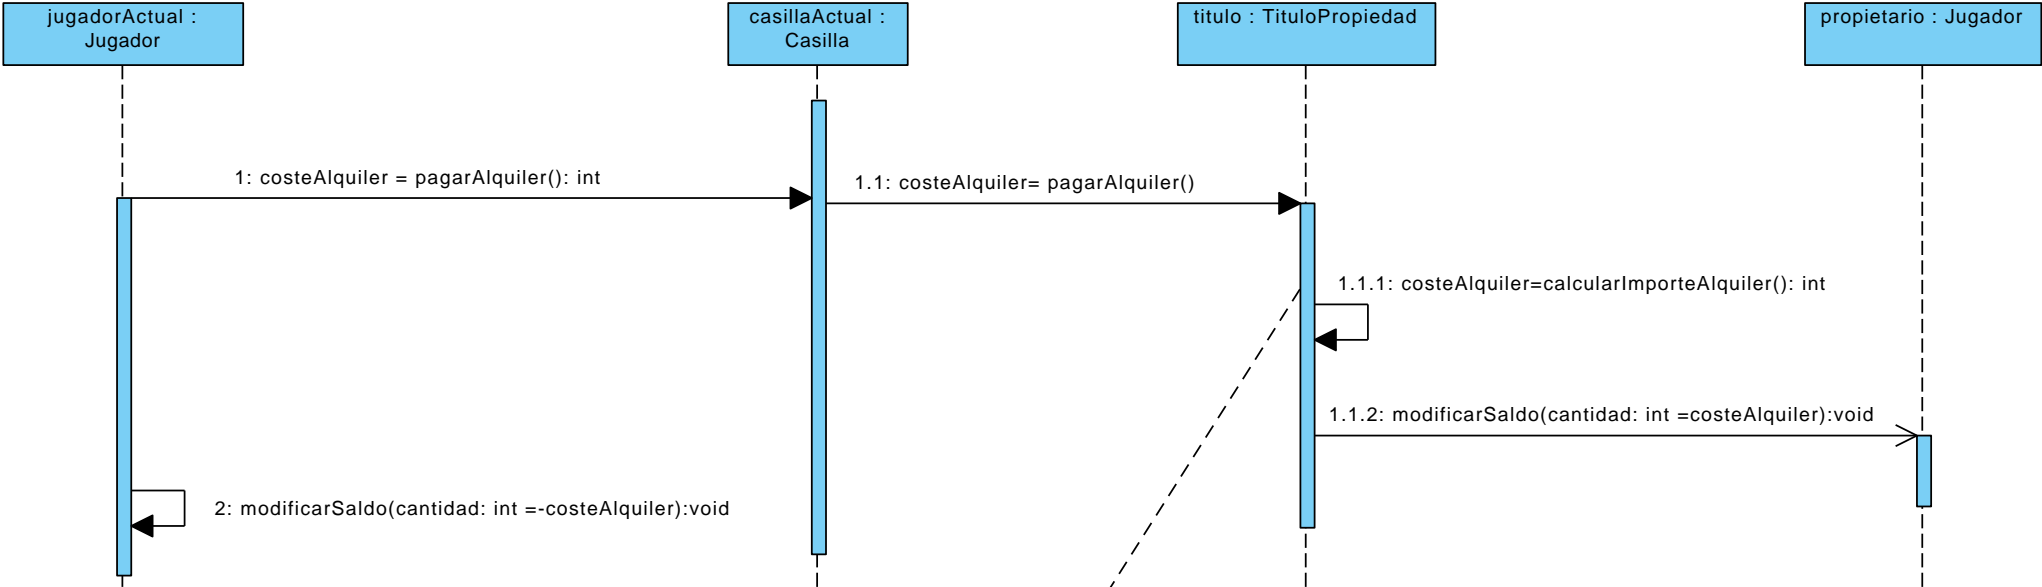 jugadorActual :
Jugador
casillaActual :
Casilla
titulo : TituloPropiedad
propietario : Jugador
1: costeAlquiler = pagarAlquiler(): int
1.1: costeAlquiler= pagarAlquiler()
1.1.1: costeAlquiler=calcularImporteAlquiler(): int
1.1.2: modificarSaldo(cantidad: int =costeAlquiler):void
2: modificarSaldo(cantidad: int =-costeAlquiler):void